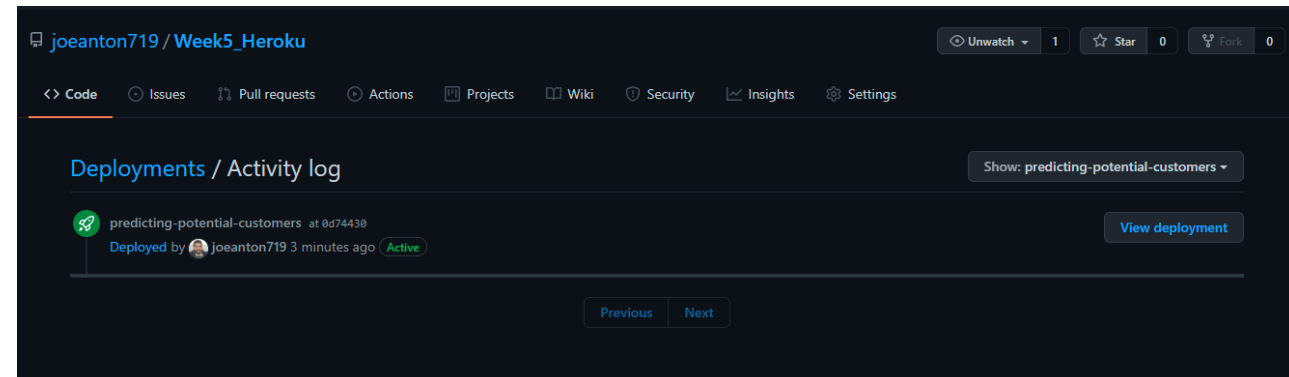 joeanton719 / Week5_Heroku
Unwatch 1 Star 0 Fork 0
<> Code Issues Pull requests Actions Projects Wiki Security Insights Settings
Deployments / Activity log
Show: predicting-potential-customers
predicting-potential-customers at 0d74430
Deployed by joeanton719 3 minutes ago Active
View deployment
Previous Next